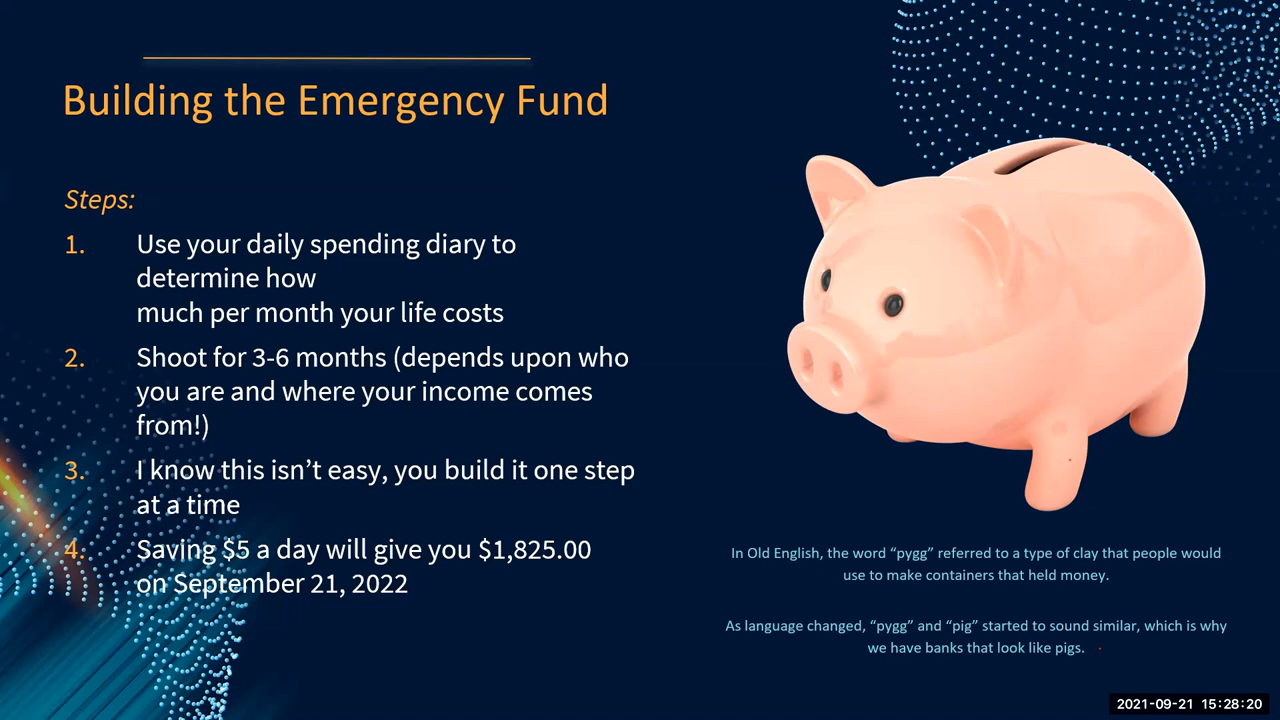 Building the Emergency Fund
Steps:
1. Use your daily spending diary to
determine how
much per month your life costs
2. Shoot for 3-6 months (depends upon who
you are and where your income comes
from!)
3. I know this isn’t easy, you build it one step
at a time
4. Saving $5 a day will give you $1,825.00
on September 21, 2022
In Old English, the word “pygg” referred to a type of clay that people would
use to make containers that held money.
As language changed, “pygg” and “pig” started to sound similar, which is why
we have banks that look like pigs.
2021-09-21 15:28:20